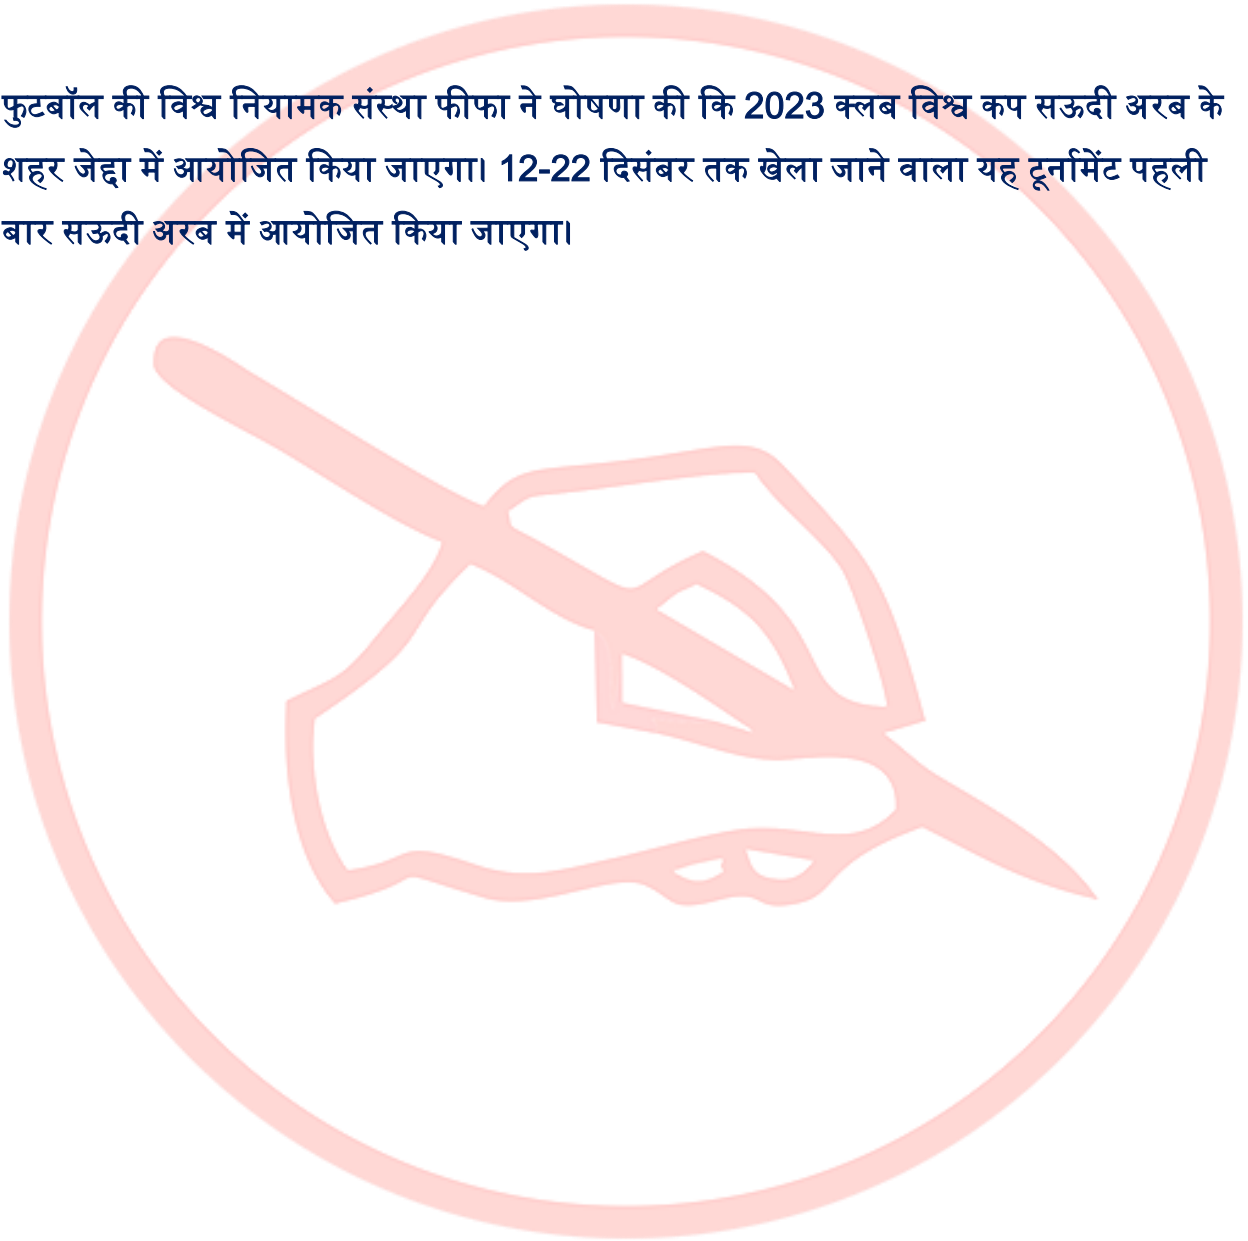 फुटबॉल की विश्व नियामक संस्था फीफा ने घोषणा की कि 2023 क्लब विश्व कप सऊदी अरब के
शहर जेद्दा में आयोजित किया जाएगा। 12-22 दिसंबर तक खेला जाने वाला यह टूर्नामेंट पहली
बार सऊदी अरब में आयोजित किया जाएगा।